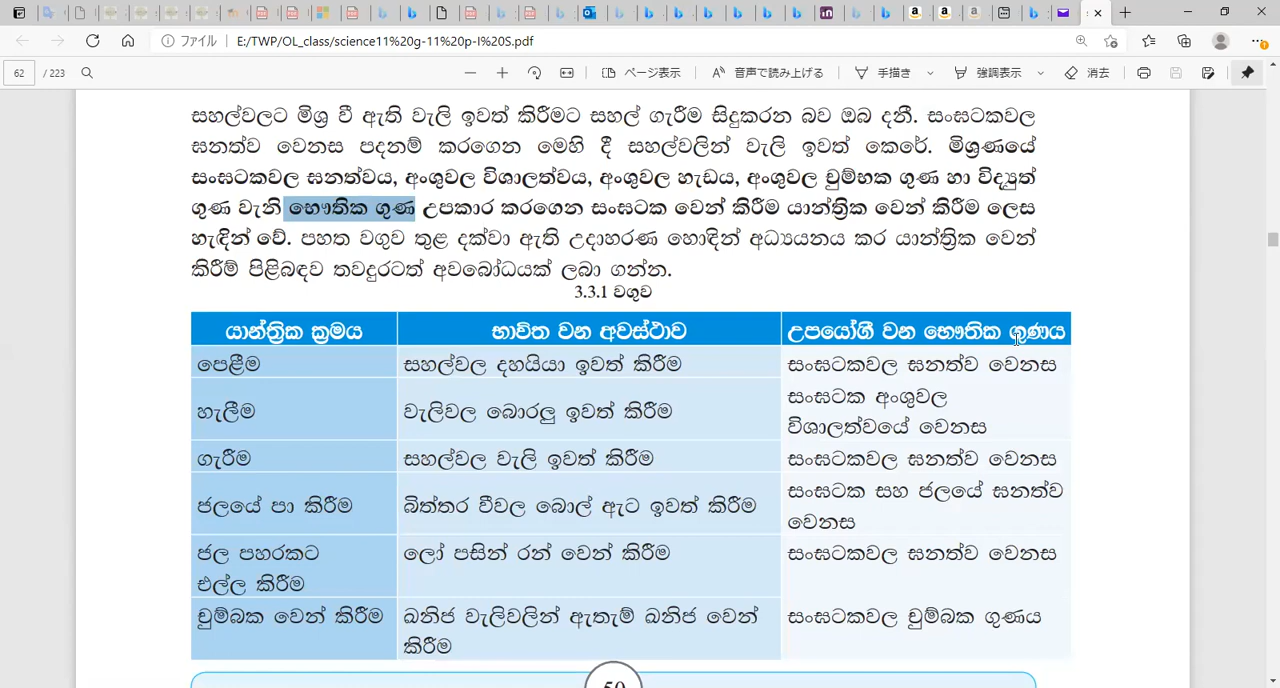 ファイル
E:/TWP/OL_class/science11%20g-11%20p-I%20S.pdf
62 / 223
ページ表示
音声で読み上げる
手描き
強調表示
消去
සහල්වලට මිශ්‍ර වී ඇති වැලි ඉවත් කිරීමට සහල් ගැරීම සිදුකරන බව ඔබ දනී. සංඝටකවල
ඝනත්ව වෙනස පදනම් කරගෙන මෙහි දී සහල්වලින් වැලි ඉවත් කෙරේ. මිශ්‍රණයේ
සංඝටකවල ඝනත්වය, අංශුවල විශාලත්වය, අංශුවල හැඩය, අංශුවල චුම්භක ගුණ හා විද්‍යුත්
ගුණ වැනි භෞතික ගුණ උපකාර කරගෙන සංඝටක වෙන් කිරීම යාන්ත්‍රික වෙන් කිරීම ලෙස
හැඳින් වේ. පහත වගුව තුළ දක්වා ඇති උදාහරණ හොඳින් අධ්‍යයනය කර යාන්ත්‍රික වෙන්
කිරීම් පිළිබඳව තවදුරටත් අවබෝධයක් ලබා ගන්න.
3.3.1 වගුව
යාන්ත්‍රික ක්‍රමය
භාවිත වන අවස්ථාව
උපයෝගී වන භෞතික ගුණය
පෙළීම
සහල්වල දහයියා ඉවත් කිරීම
සංඝටකවල ඝනත්ව වෙනස
හැලීම
වැලිවල බොරලු ඉවත් කිරීම
සංඝටක අංශුවල
විශාලත්වයේ වෙනස
ගැරීම
සහල්වල වැලි ඉවත් කිරීම
සංඝටකවල ඝනත්ව වෙනස
ජලයේ පා කිරීම
බිත්තර වීවල බොල් ඇට ඉවත් කිරීම
සංඝටක සහ ජලයේ ඝනත්ව
වෙනස
ජල පහරකට
එල්ල කිරීම
ලෝ පසින් රන් වෙන් කිරීම
සංඝටකවල ඝනත්ව වෙනස
චුම්බක වෙන් කිරීම
ඛනිජ වැලිවලින් ඇතැම් ඛනිජ වෙන්
කිරීම
සංඝටකවල චුම්බක ගුණය